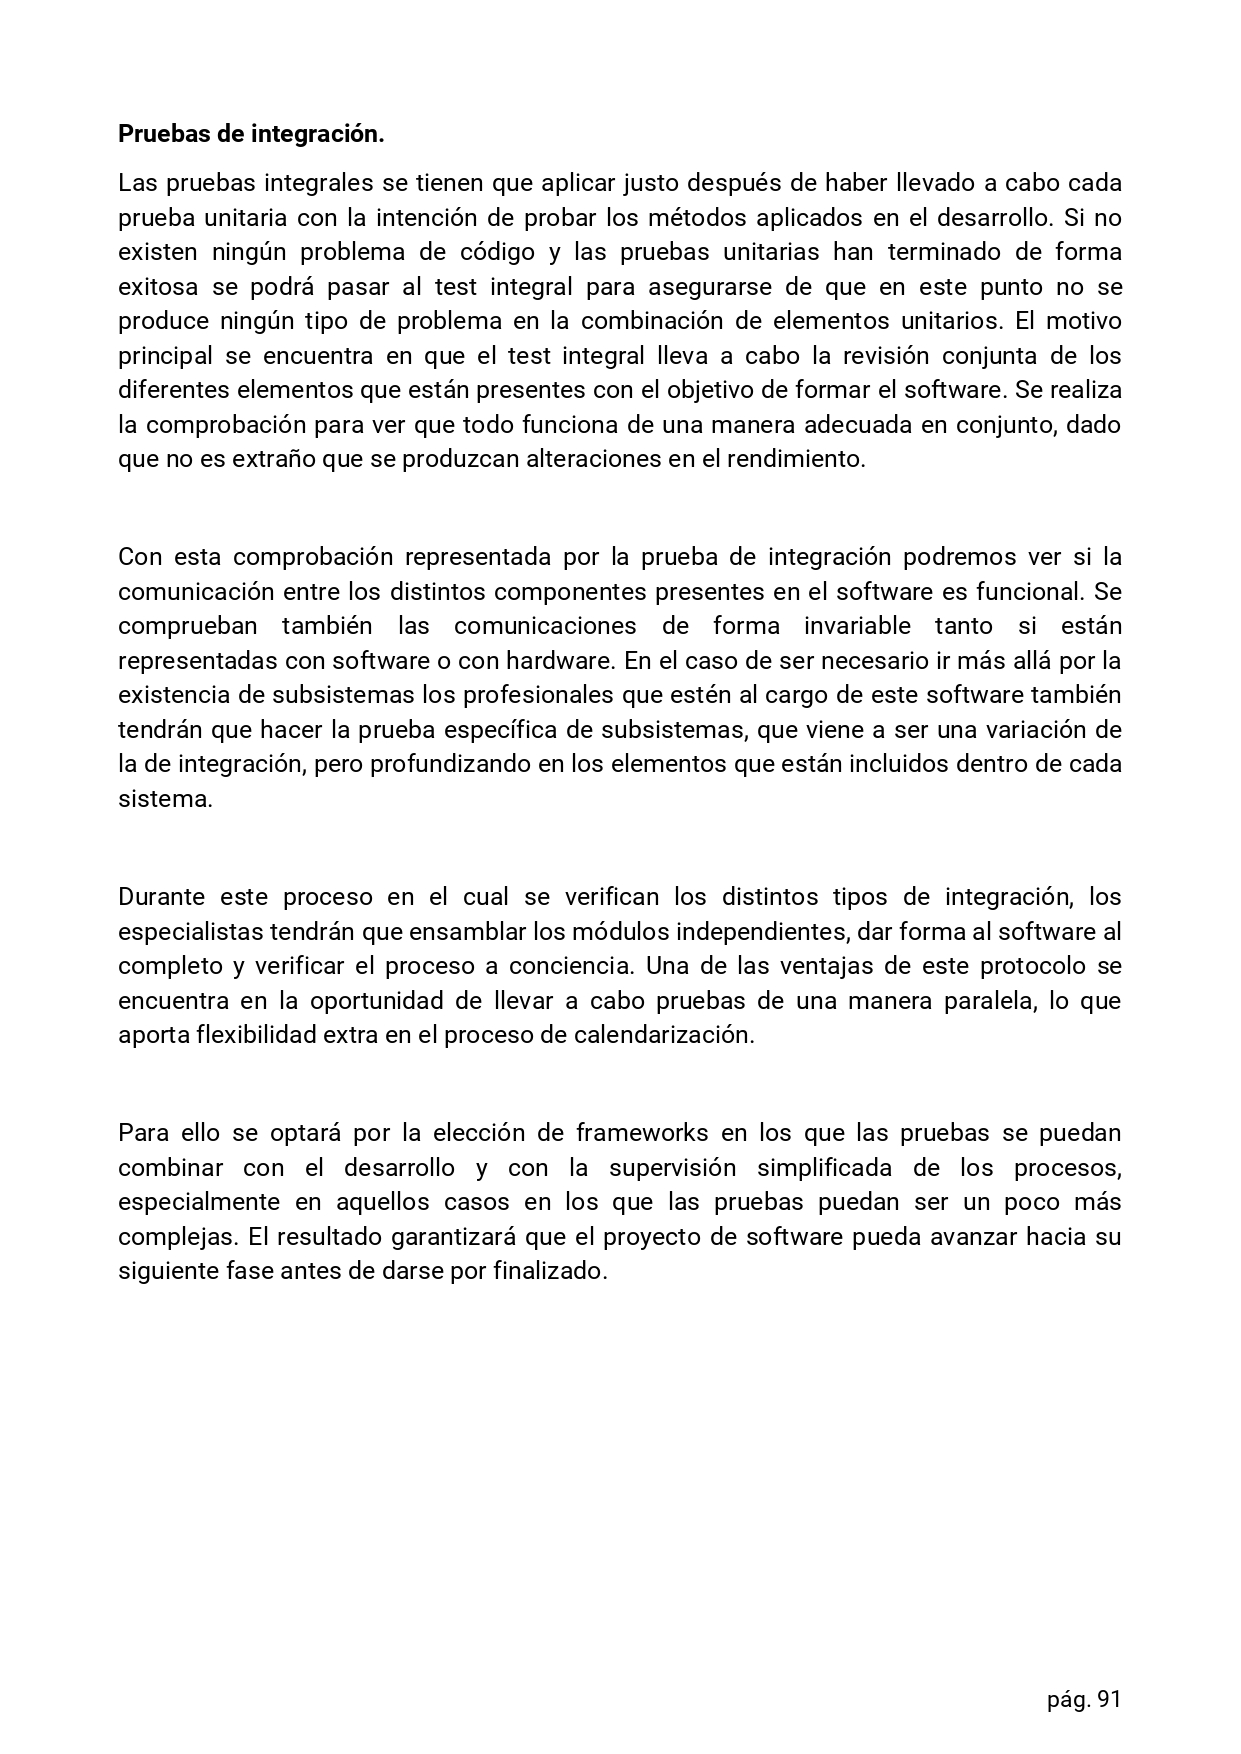 Pruebas de integración.
Las pruebas integrales se tienen que aplicar justo después de haber llevado a cabo cada
prueba unitaria con la intención de probar los métodos aplicados en el desarrollo. Si no
existen ningún problema de código y las pruebas unitarias han terminado de forma
exitosa se podrá pasar al test integral para asegurarse de que en este punto no se
produce ningún tipo de problema en la combinación de elementos unitarios. El motivo
principal se encuentra en que el test integral lleva a cabo la revisión conjunta de los
diferentes elementos que están presentes con el objetivo de formar el software. Se realiza
la comprobación para ver que todo funciona de una manera adecuada en conjunto, dado
que no es extraño que se produzcan alteraciones en el rendimiento.
Con esta comprobación representada por la prueba de integración podremos ver si la
comunicación entre los distintos componentes presentes en el software es funcional. Se
comprueban también las comunicaciones de forma invariable tanto si están
representadas con software o con hardware. En el caso de ser necesario ir más allá por la
existencia de subsistemas los profesionales que estén al cargo de este software también
tendrán que hacer la prueba específica de subsistemas, que viene a ser una variación de
la de integración, pero profundizando en los elementos que están incluidos dentro de cada
sistema.
Durante este proceso en el cual se verifican los distintos tipos de integración, los
especialistas tendrán que ensamblar los módulos independientes, dar forma al software al
completo y verificar el proceso a conciencia. Una de las ventajas de este protocolo se
encuentra en la oportunidad de llevar a cabo pruebas de una manera paralela, lo que
aporta flexibilidad extra en el proceso de calendarización.
Para ello se optará por la elección de frameworks en los que las pruebas se puedan
combinar con el desarrollo y con la supervisión simplificada de los procesos,
especialmente en aquellos casos en los que las pruebas puedan ser un poco más
complejas. El resultado garantizará que el proyecto de software pueda avanzar hacia su
siguiente fase antes de darse por finalizado.
pág. 91